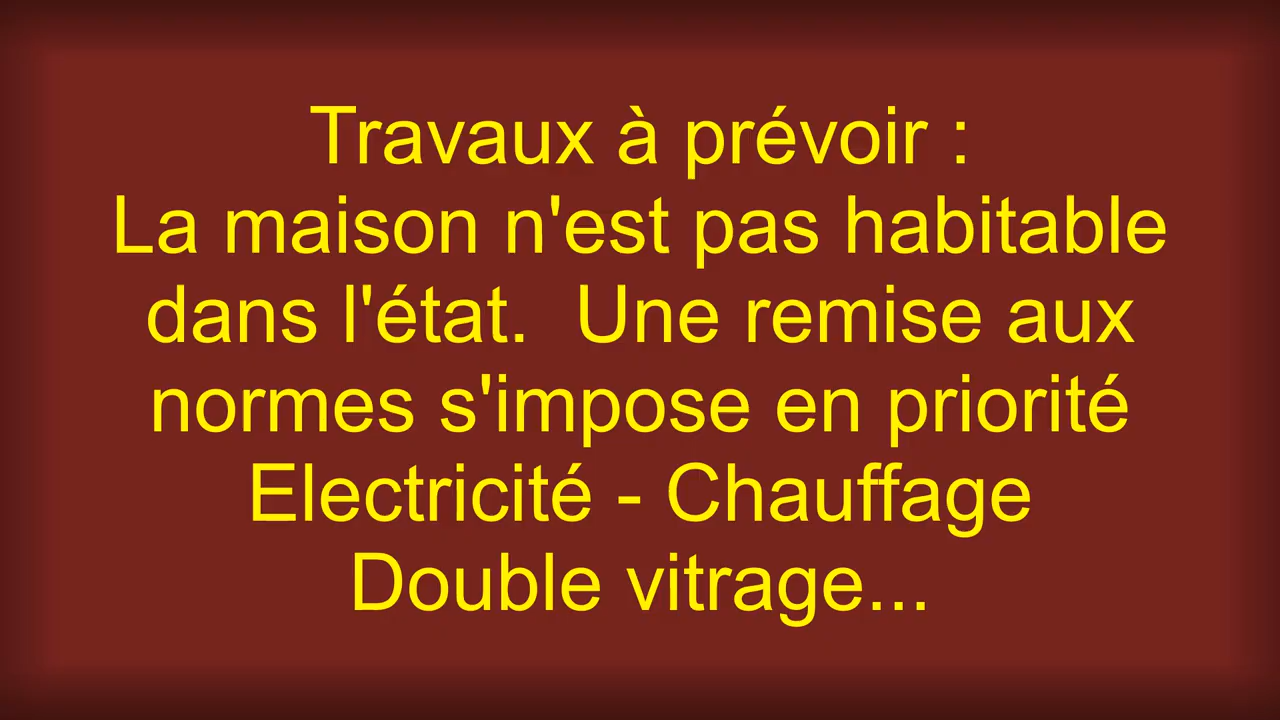 Travaux à prévoir :
La maison n'est pas habitable
dans l'état.  Une remise aux
normes s'impose en priorité
Electricité - Chauffage
Double vitrage...